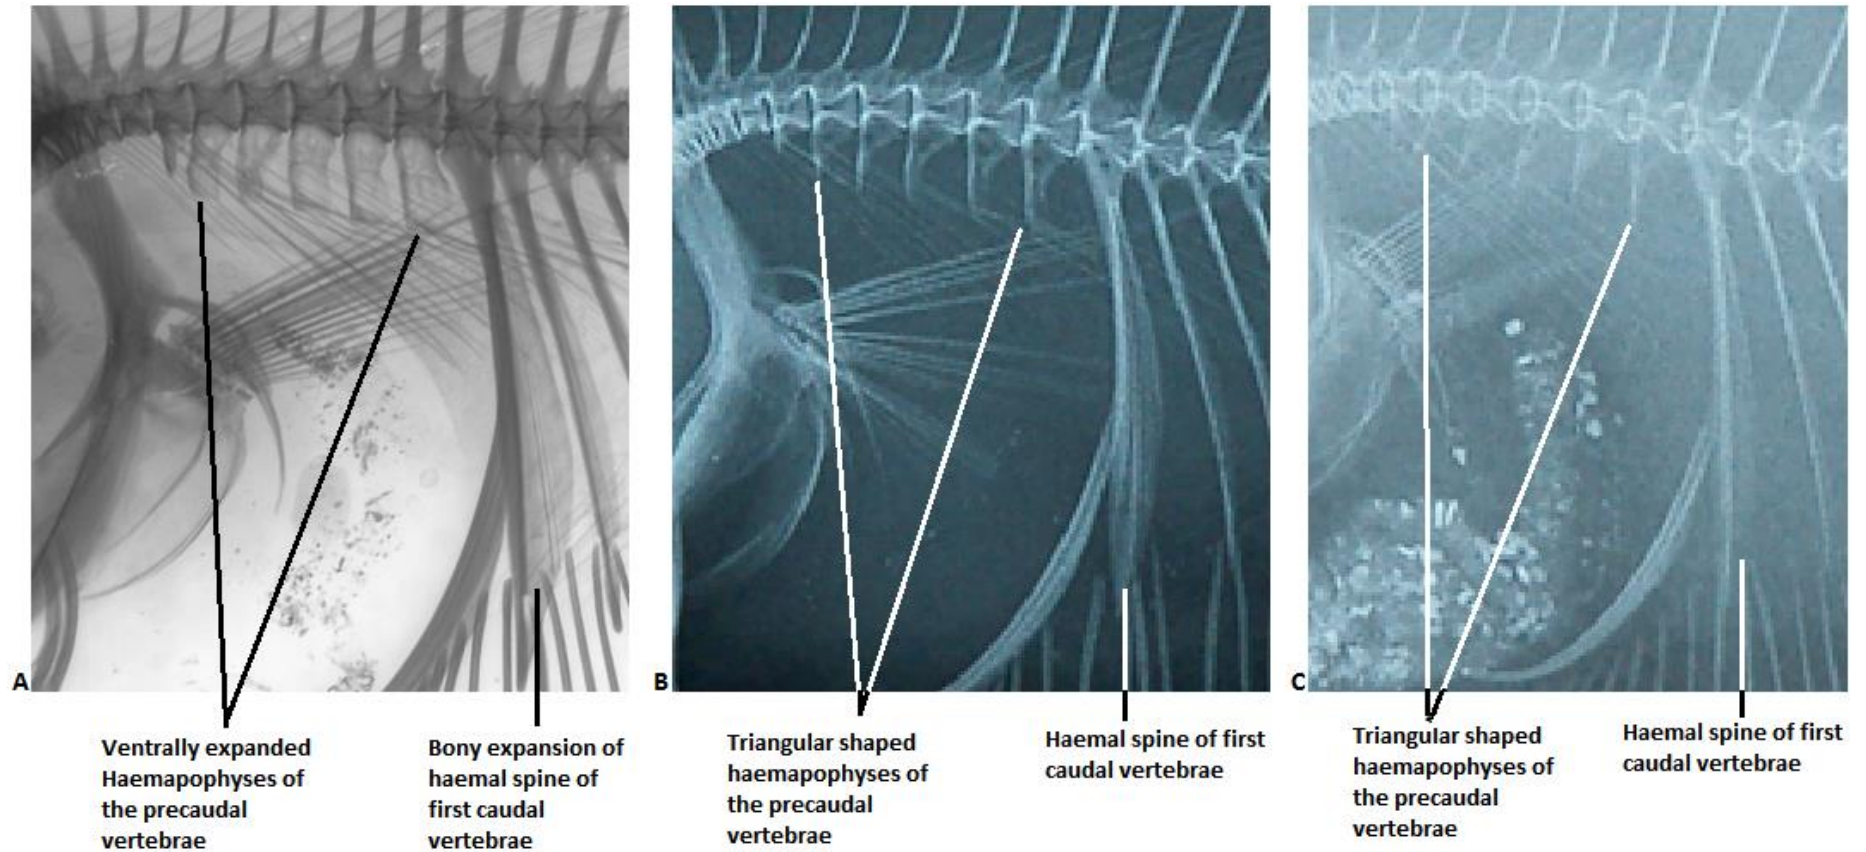 A
B
C
Ventrally expanded
Haemapophyses of
the precaudal
vertebrae
Bony expansion of
haemal spine of
first caudal
vertebrae
Triangular shaped
haemapophyses of
the precaudal
vertebrae
Haemal spine of first
caudal vertebrae
Triangular shaped
haemapophyses of
the precaudal
vertebrae
Haemal spine of first
caudal vertebrae